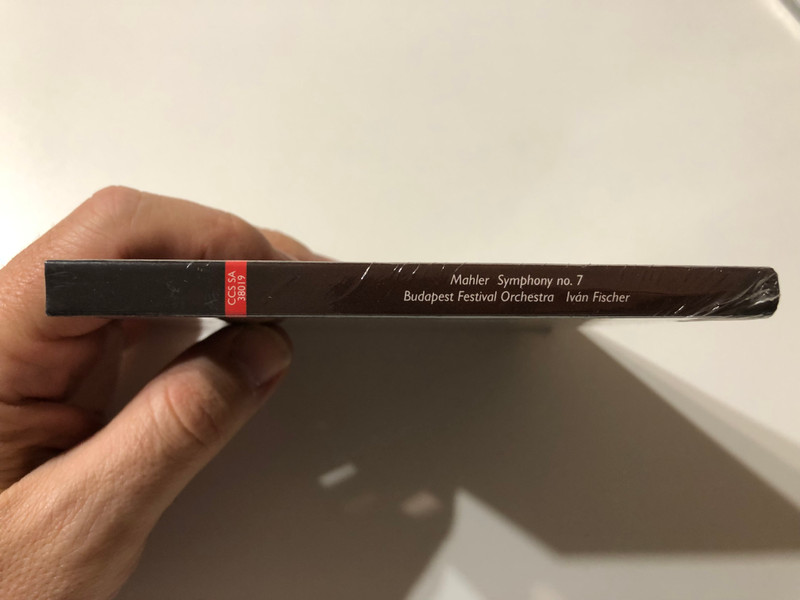 CCS SA
38019
Mahler Symphony no. 7
Budapest Festival Orchestra Iván Fischer